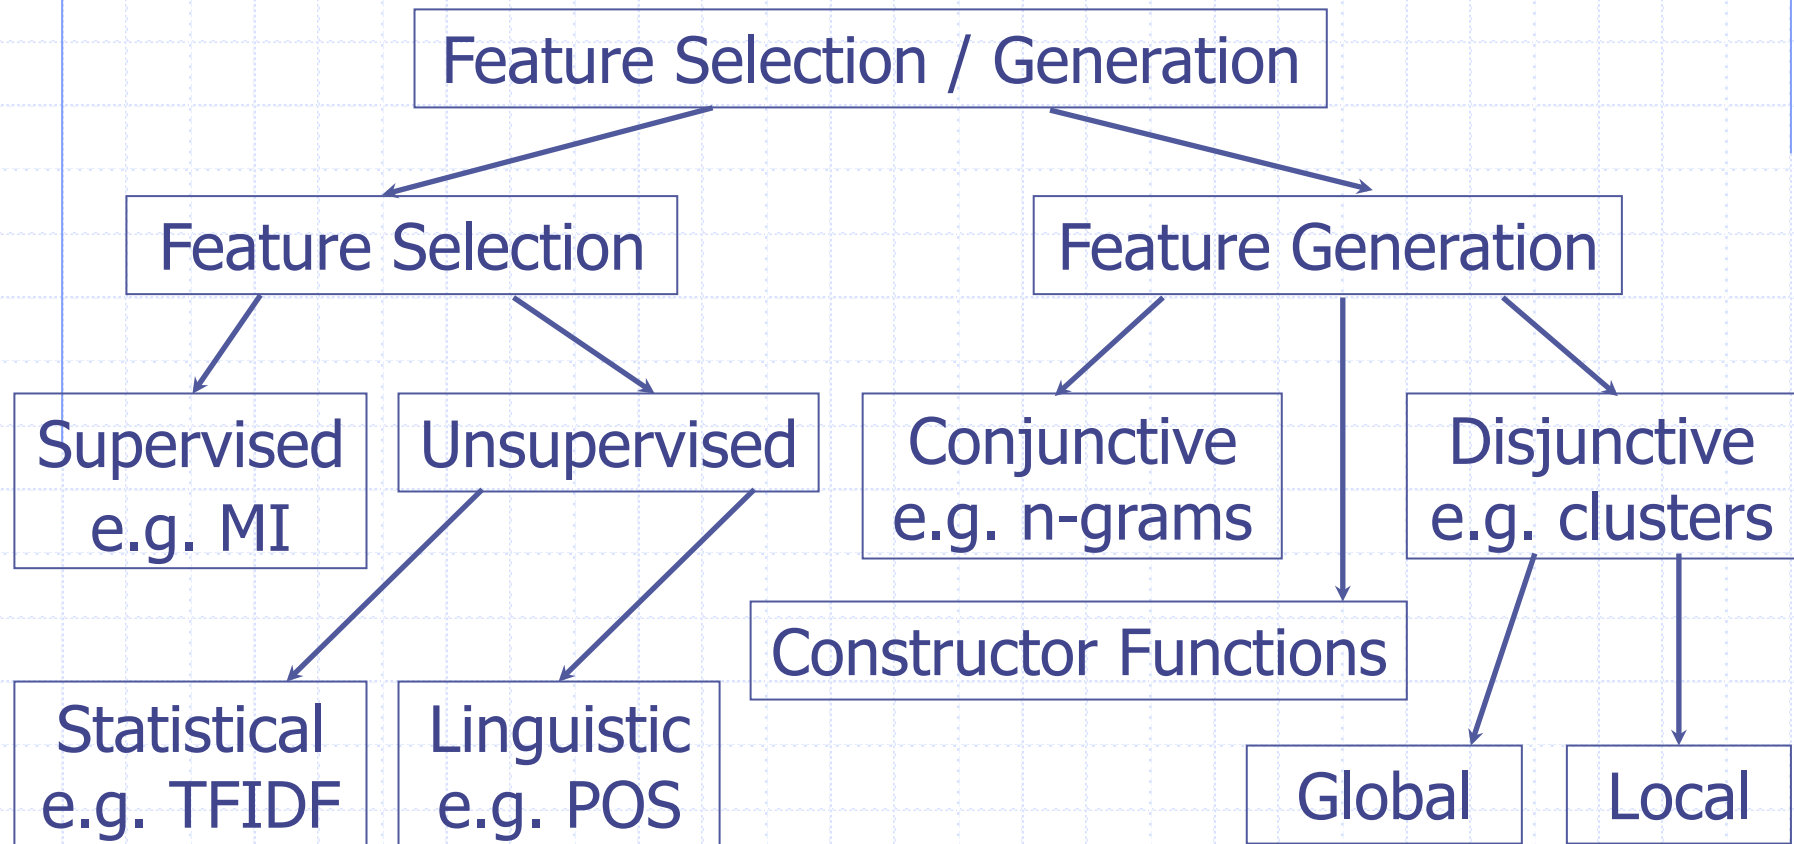 Feature Selection / Generation
Feature Selection
Feature Generation
Supervised
e.g. MI
Unsupervised
Conjunctive
e.g. n-grams
Disjunctive
e.g. clusters
Constructor Functions
Statistical
e.g. TFIDF
Linguistic
e.g. POS
Global
Local